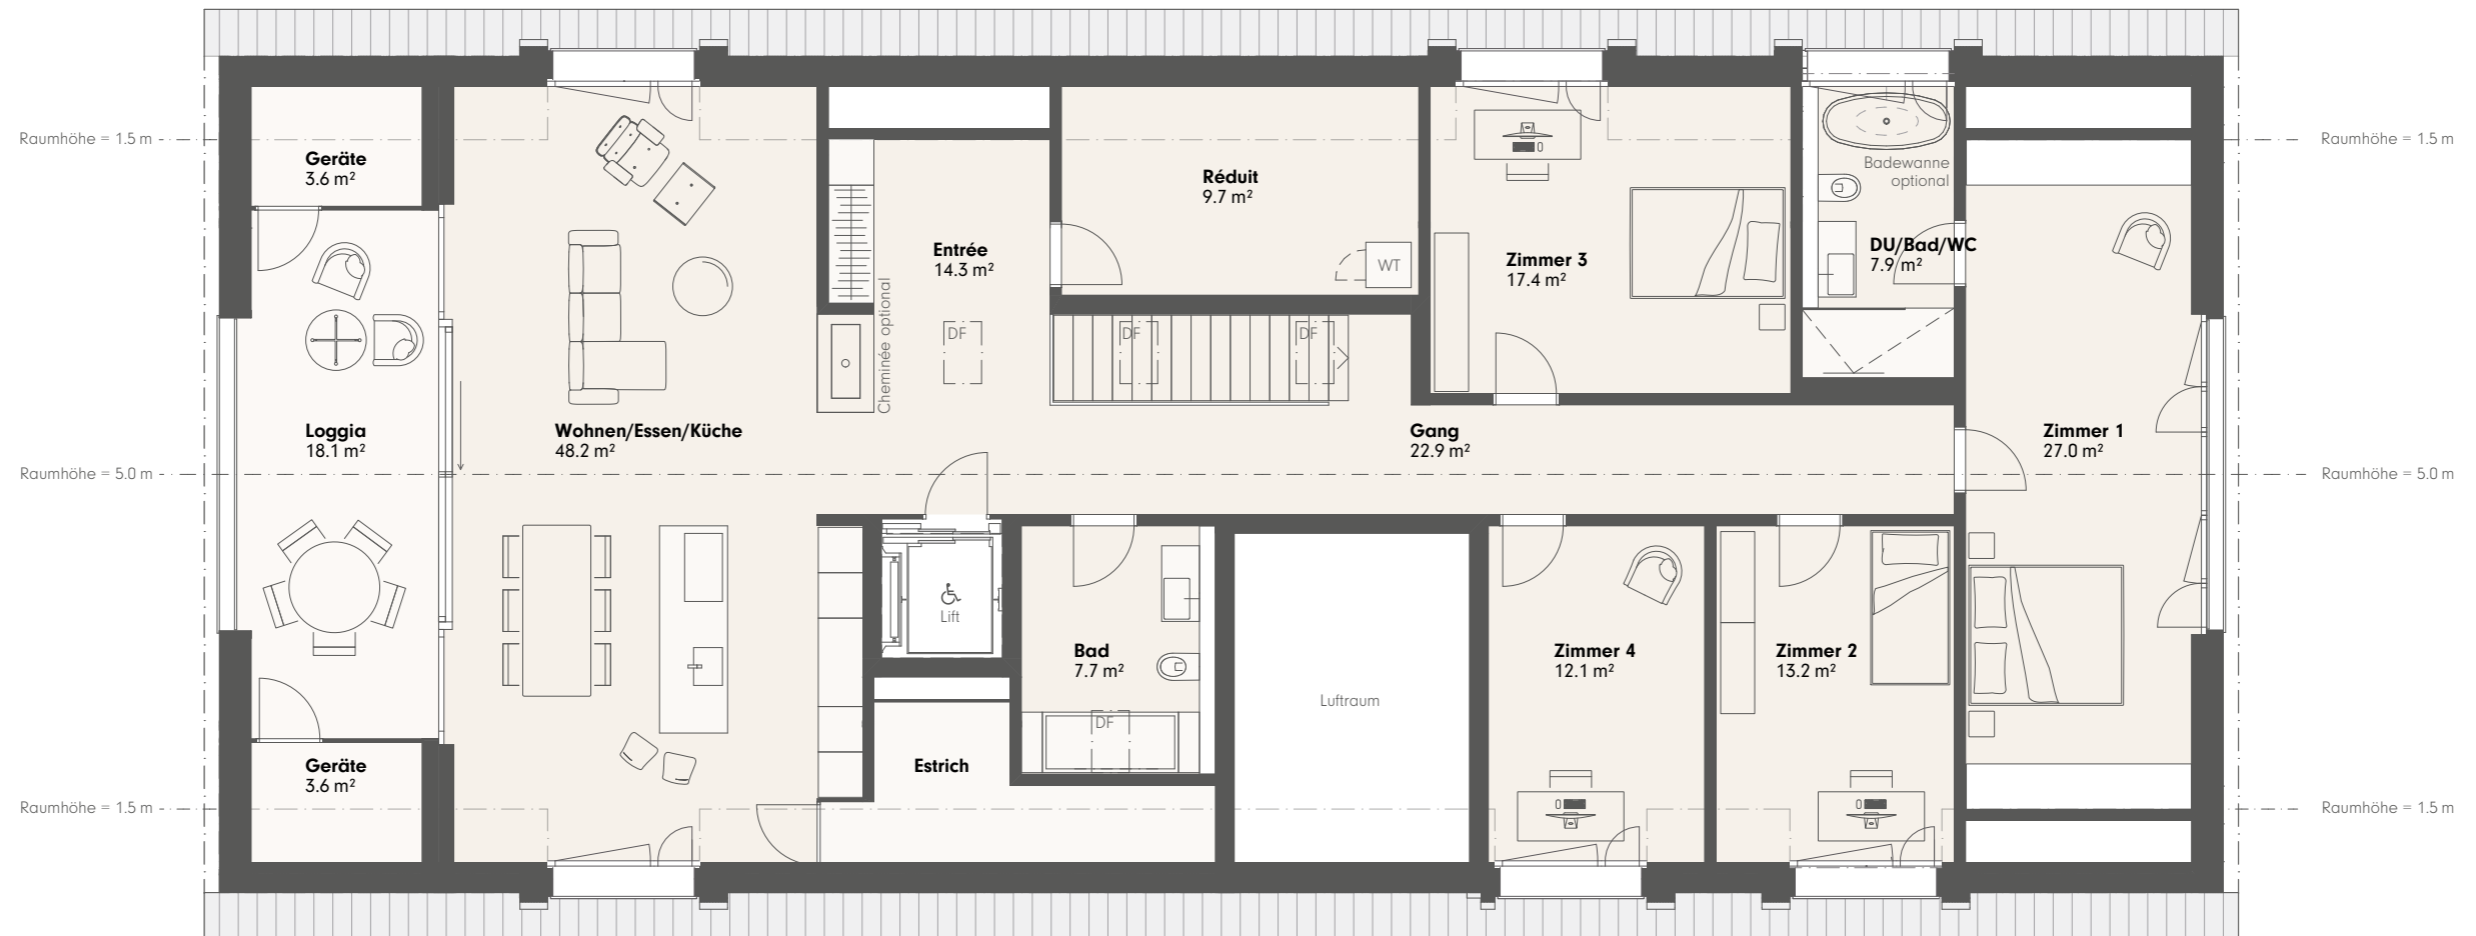 Raumhöhe = 1.5 m
Raumhöhe = 1.5 m
Geräte
3.6 m²
Réduit
9.7 m²
Badewanne
optional
Entrée
14.3 m²
Zimmer 3
17.4 m²
DU/Bad/WC
7.9 m²
WT
Cheminée optional
DF
DF
DF
Loggia
18.1 m²
Wohnen/Essen/Küche
48.2 m²
Gang
22.9 m²
Zimmer 1
27.0 m²
Raumhöhe = 5.0 m
Raumhöhe = 5.0 m
Lift
Bad
7.7 m²
Zimmer 4
12.1 m²
Zimmer 2
13.2 m²
Luftraum
DF
Geräte
3.6 m²
Estrich
Raumhöhe = 1.5 m
Raumhöhe = 1.5 m